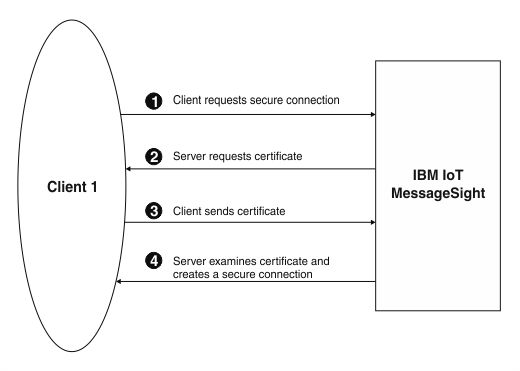 1 Client requests secure connection
2 Server requests certificate
Client 1
IBM IoT
MessageSight
3 Client sends certificate
4 Server examines certificate and
creates a secure connection